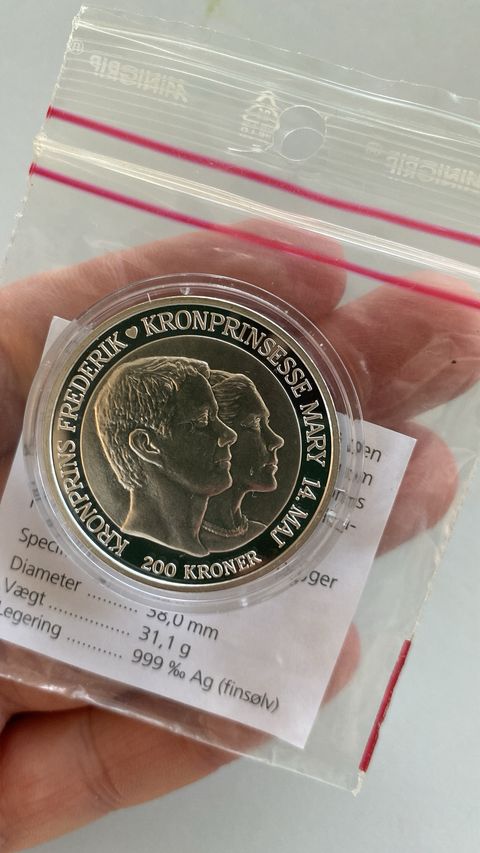 MINIGRIP
MINIGRIP
KRONPRINS FREDERIK ♥ KRONPRINSESSE MARY 14. MAJ
200 KRONER
Diameter .......... 38,0 mm
Vægt .................. 31,1 g
Legering ............ 999 ‰ Ag (finsølv)